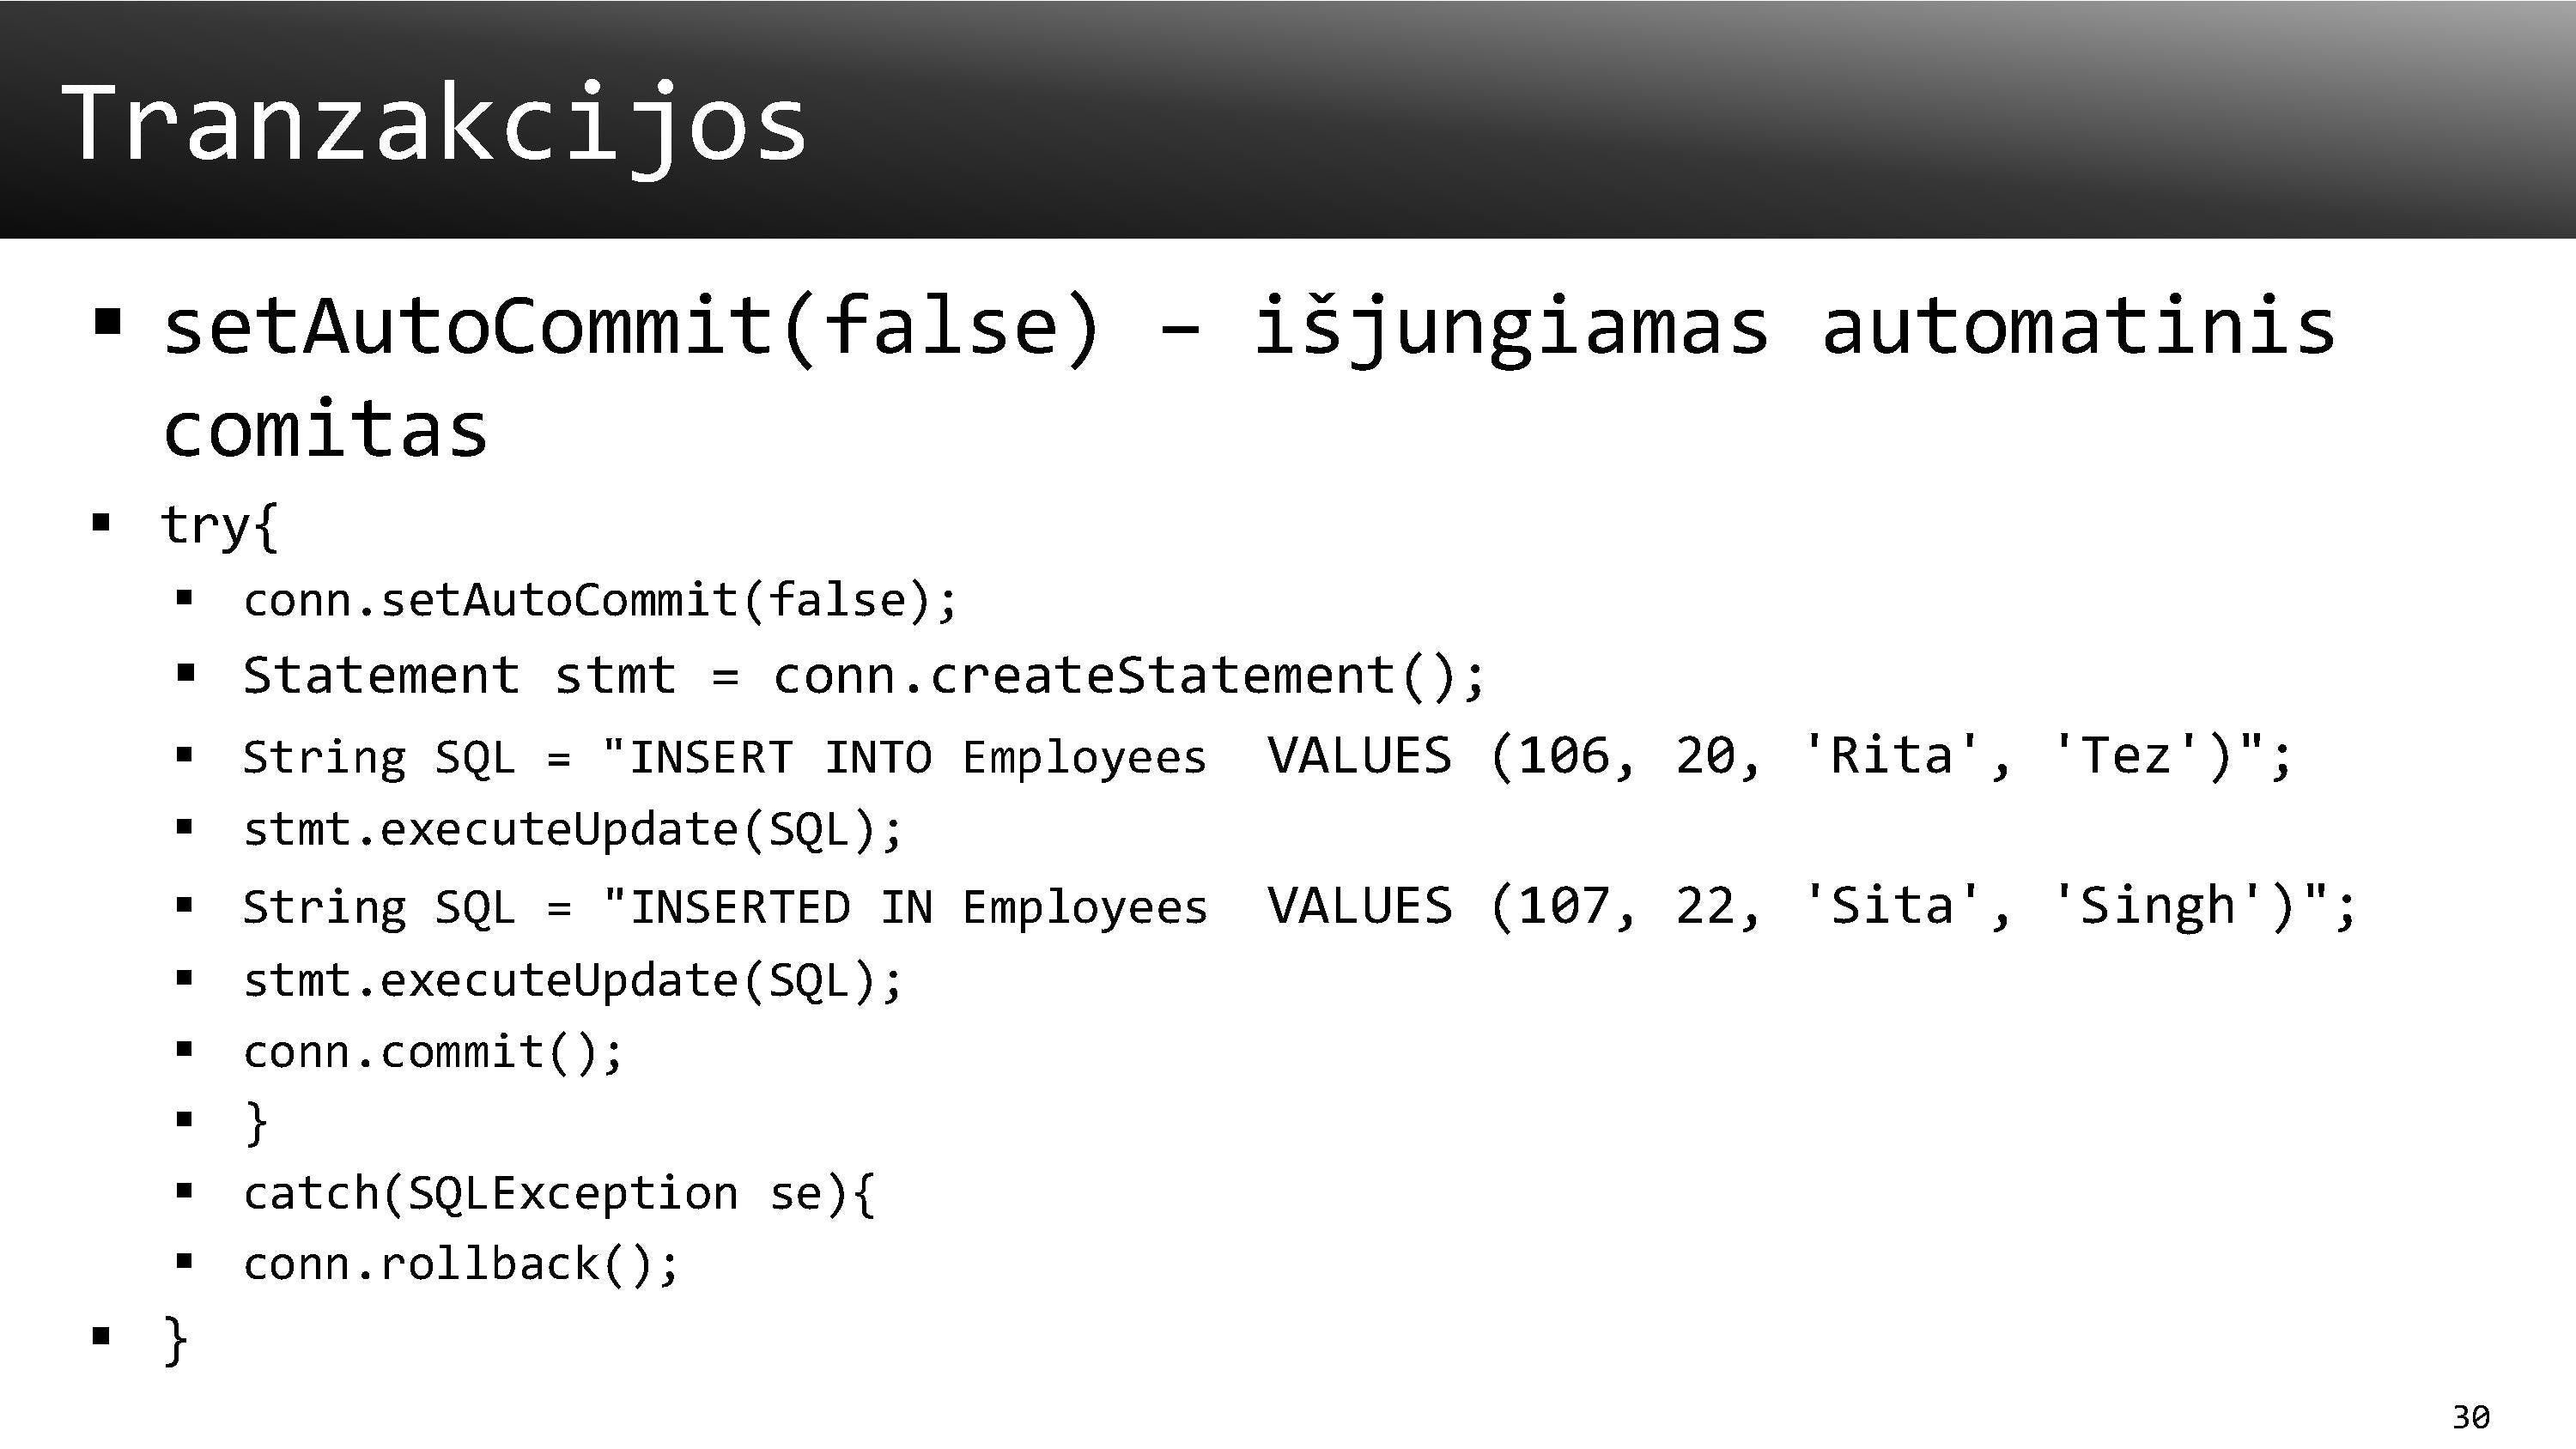 Tranzakcijos
▪ setAutoCommit(false) – išjungiamas automatinis
comitas
▪ try{
▪ conn.setAutoCommit(false);
▪ Statement stmt = conn.createStatement();
▪ String SQL = "INSERT INTO Employees  VALUES (106, 20, 'Rita', 'Tez')";
▪ stmt.executeUpdate(SQL);
▪ String SQL = "INSERTED IN Employees  VALUES (107, 22, 'Sita', 'Singh')";
▪ stmt.executeUpdate(SQL);
▪ conn.commit();
▪ }
▪ catch(SQLException se){
▪ conn.rollback();
▪ }
30